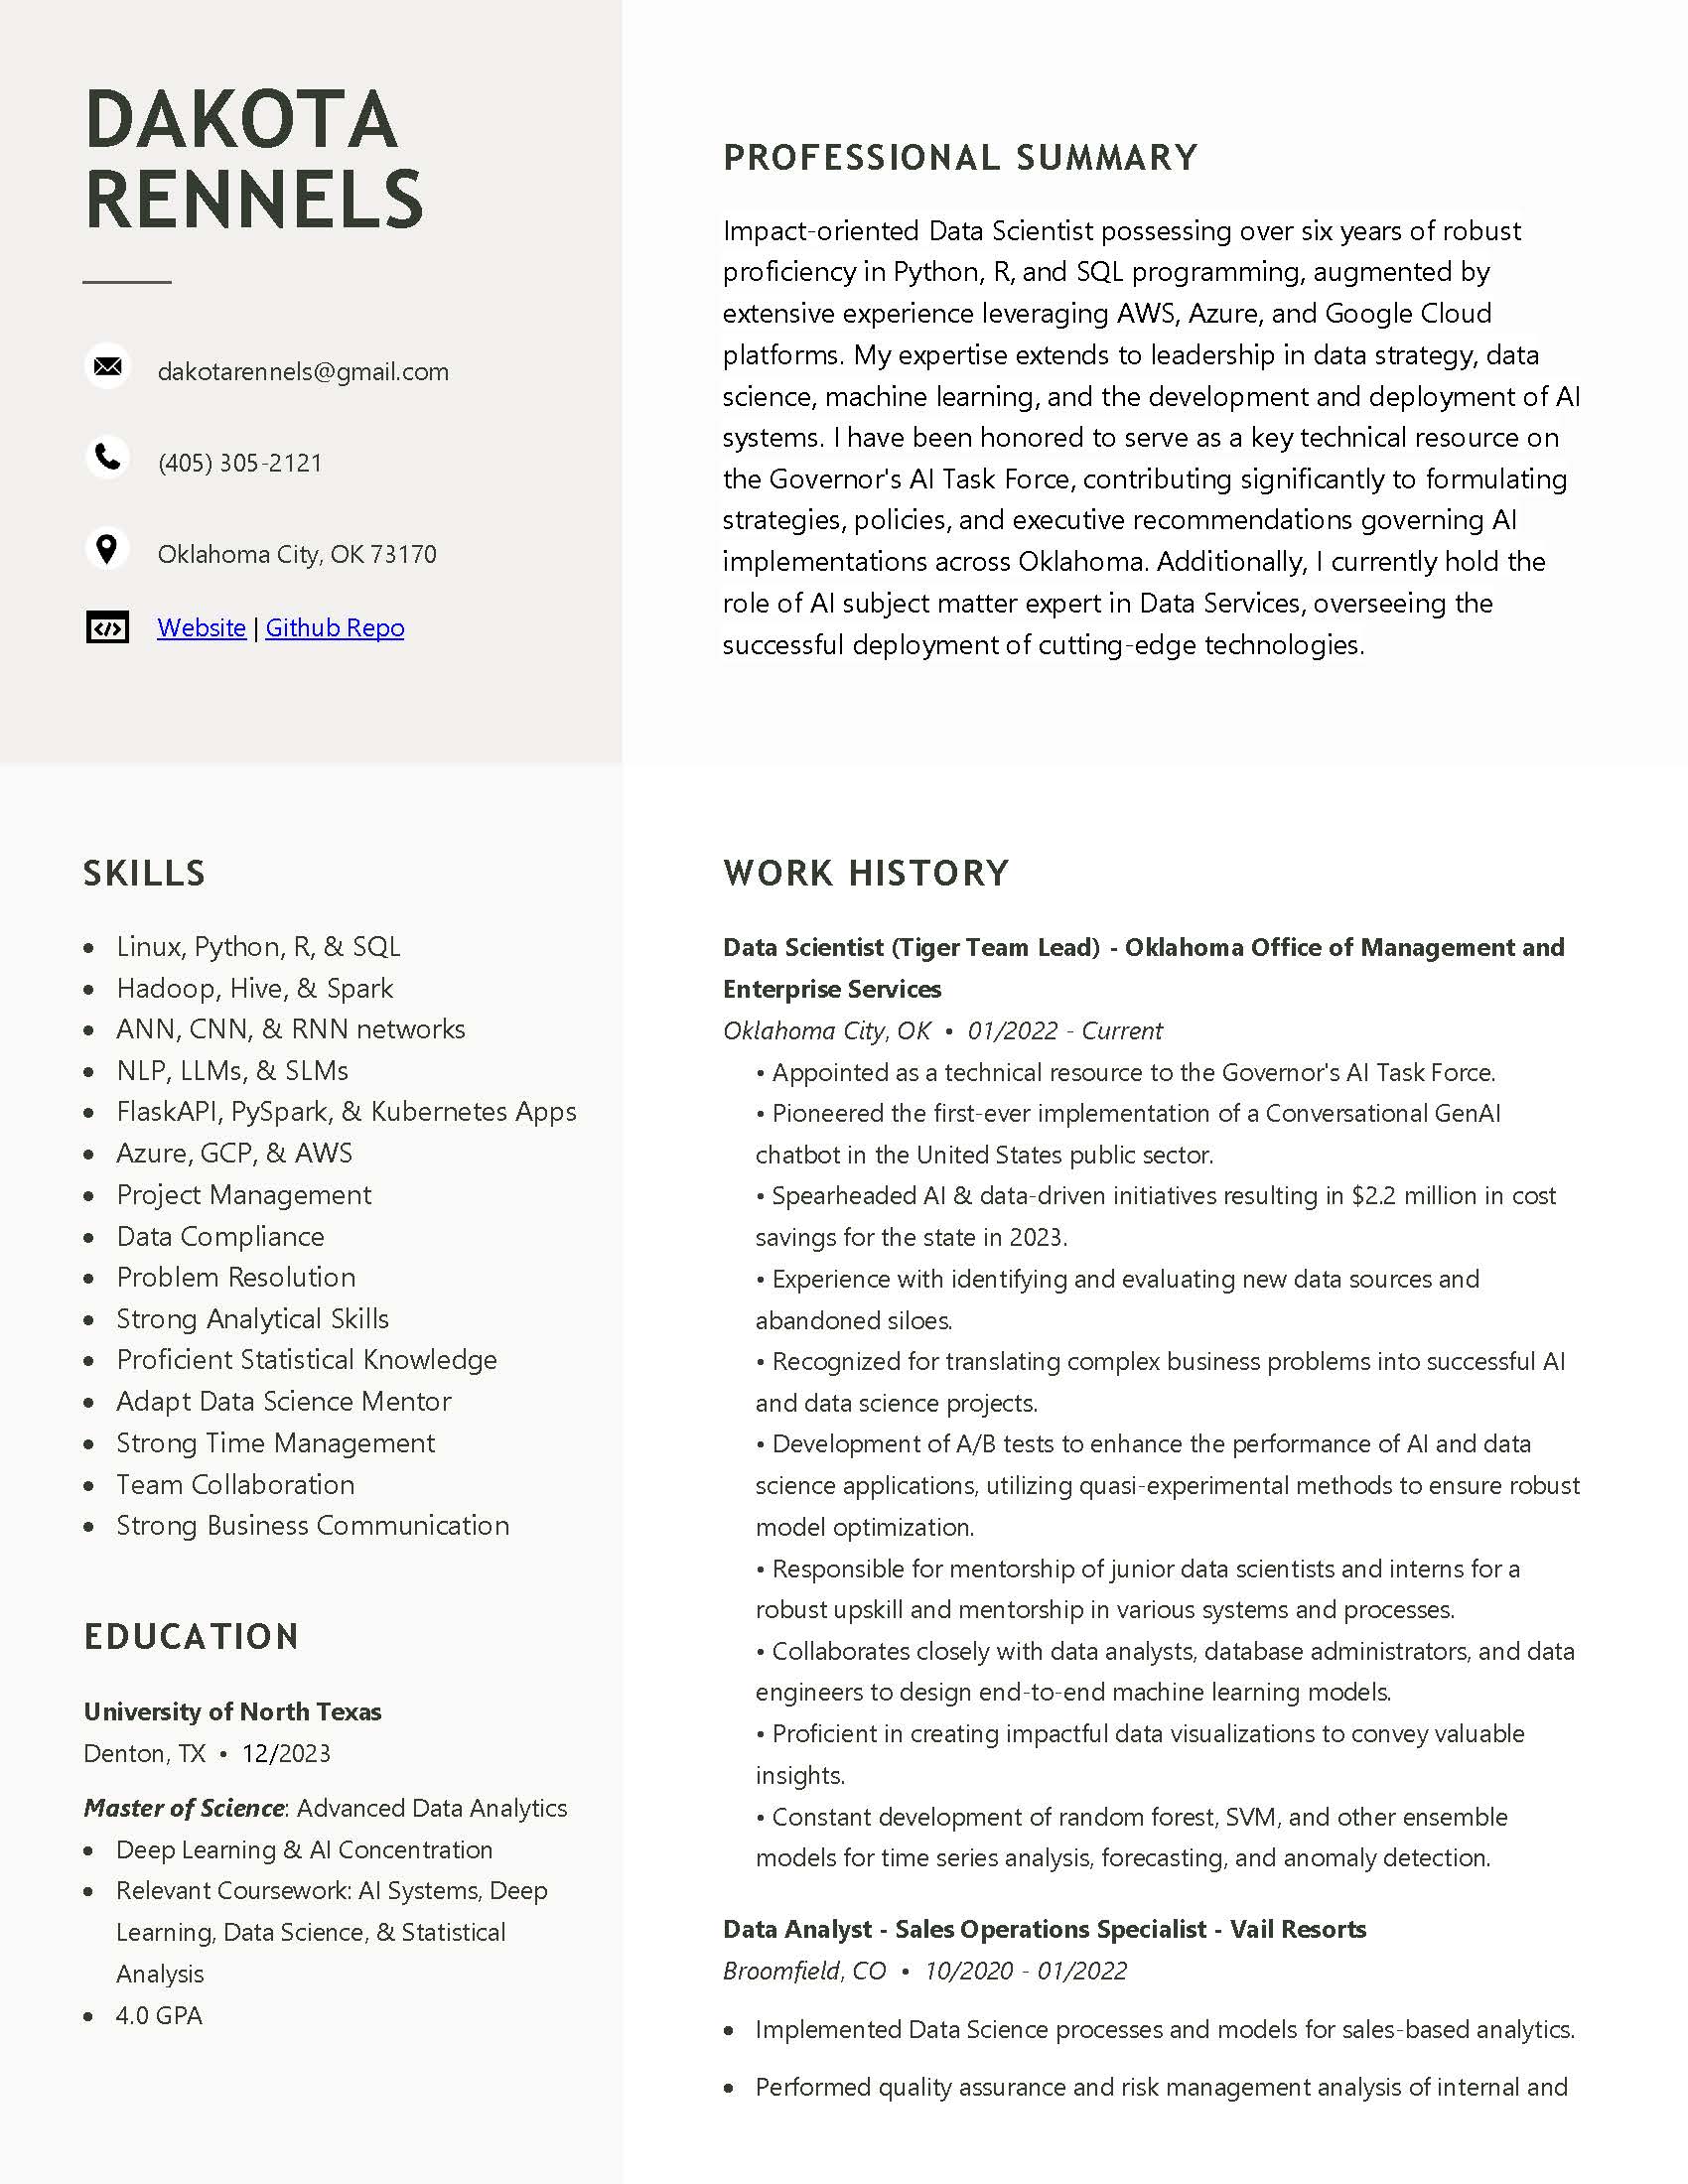 DAKOTA
RENNELS
dakotarennels@gmail.com
(405) 305-2121
Oklahoma City, OK 73170
Website | Github Repo
PROFESSIONAL SUMMARY
Impact-oriented Data Scientist possessing over six years of robust
proficiency in Python, R, and SQL programming, augmented by
extensive experience leveraging AWS, Azure, and Google Cloud
platforms. My expertise extends to leadership in data strategy, data
science, machine learning, and the development and deployment of AI
systems. I have been honored to serve as a key technical resource on
the Governor's AI Task Force, contributing significantly to formulating
strategies, policies, and executive recommendations governing AI
implementations across Oklahoma. Additionally, I currently hold the
role of AI subject matter expert in Data Services, overseeing the
successful deployment of cutting-edge technologies.
SKILLS
• Linux, Python, R, & SQL
• Hadoop, Hive, & Spark
• ANN, CNN, & RNN networks
• NLP, LLMs, & SLMs
• FlaskAPI, PySpark, & Kubernetes Apps
• Azure, GCP, & AWS
• Project Management
• Data Compliance
• Problem Resolution
• Strong Analytical Skills
• Proficient Statistical Knowledge
• Adapt Data Science Mentor
• Strong Time Management
• Team Collaboration
• Strong Business Communication
EDUCATION
University of North Texas
Denton, TX • 12/2023
Master of Science: Advanced Data Analytics
• Deep Learning & AI Concentration
• Relevant Coursework: AI Systems, Deep
Learning, Data Science, & Statistical
Analysis
• 4.0 GPA
WORK HISTORY
Data Scientist (Tiger Team Lead) - Oklahoma Office of Management and
Enterprise Services
Oklahoma City, OK • 01/2022 - Current
• Appointed as a technical resource to the Governor's AI Task Force.
• Pioneered the first-ever implementation of a Conversational GenAI
chatbot in the United States public sector.
• Spearheaded AI & data-driven initiatives resulting in $2.2 million in cost
savings for the state in 2023.
• Experience with identifying and evaluating new data sources and
abandoned siloes.
• Recognized for translating complex business problems into successful AI
and data science projects.
• Development of A/B tests to enhance the performance of AI and data
science applications, utilizing quasi-experimental methods to ensure robust
model optimization.
• Responsible for mentorship of junior data scientists and interns for a
robust upskill and mentorship in various systems and processes.
• Collaborates closely with data analysts, database administrators, and data
engineers to design end-to-end machine learning models.
• Proficient in creating impactful data visualizations to convey valuable
insights.
• Constant development of random forest, SVM, and other ensemble
models for time series analysis, forecasting, and anomaly detection.
Data Analyst - Sales Operations Specialist - Vail Resorts
Broomfield, CO • 10/2020 - 01/2022
• Implemented Data Science processes and models for sales-based analytics.
• Performed quality assurance and risk management analysis of internal and